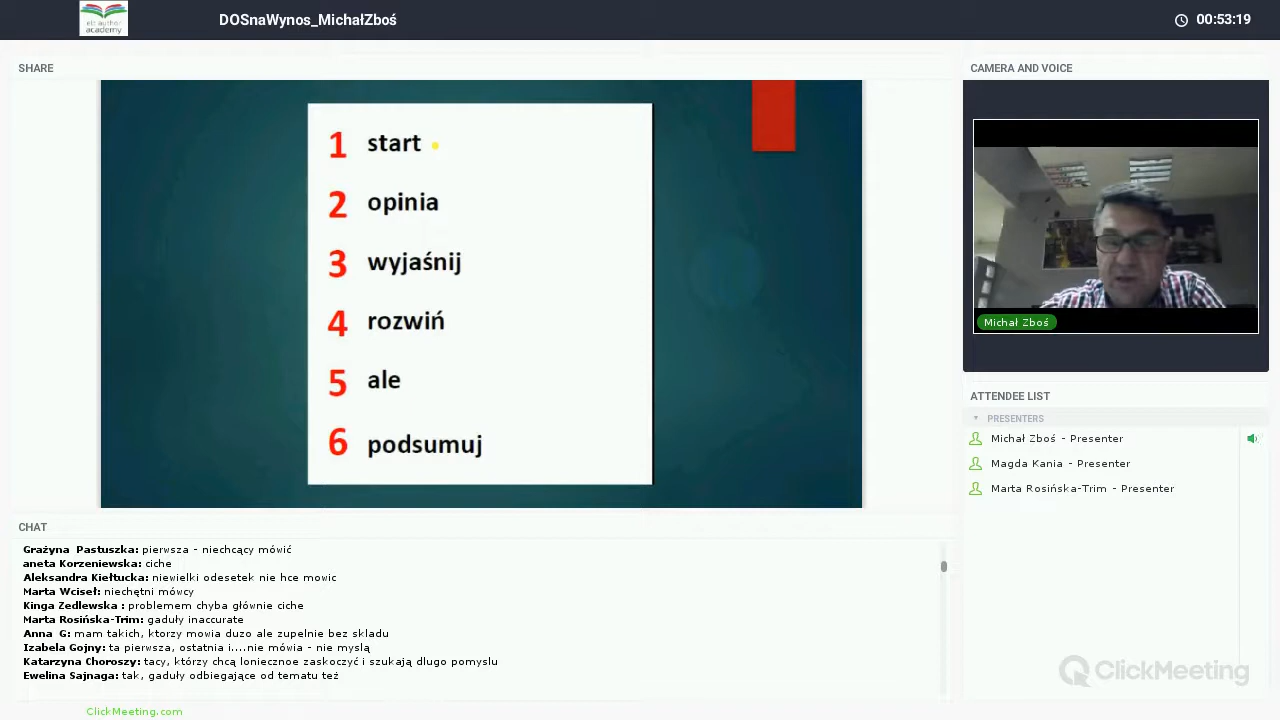 elt author
academy
DOSnaWynos_MichałZboś
00:53:19
SHARE
1 start
2 opinia
3 wyjaśnij
4 rozwiń
5 ale
6 podsumuj
CAMERA AND VOICE
Michał Zboś
ATTENDEE LIST
PRESENTERS
Michał Zboś - Presenter
Magda Kania - Presenter
Marta Rosińska-Trim - Presenter
CHAT
Grażyna Pastuszka: pierwsza - niechcący mówić
aneta Korzeniewska: ciche
Aleksandra Kiełtucka: niewielki odesetek nie hce mowic
Marta Wciseł: niechętni mówcy
Kinga Zedlewska : problemem chyba głównie ciche
Marta Rosińska-Trim: gaduły inaccurate
Anna G: mam takich, ktorzy mowia duzo ale zupelnie bez skladu
Izabela Gojny: ta pierwsza, ostatnia i....nie mówia - nie myslą
Katarzyna Choroszy: tacy, którzy chcą loniecznoe zaskoczyć i szukają dlugo pomyslu
Ewelina Sajnaga: tak, gaduły odbiegające od tematu też
ClickMeeting
ClickMeeting.com